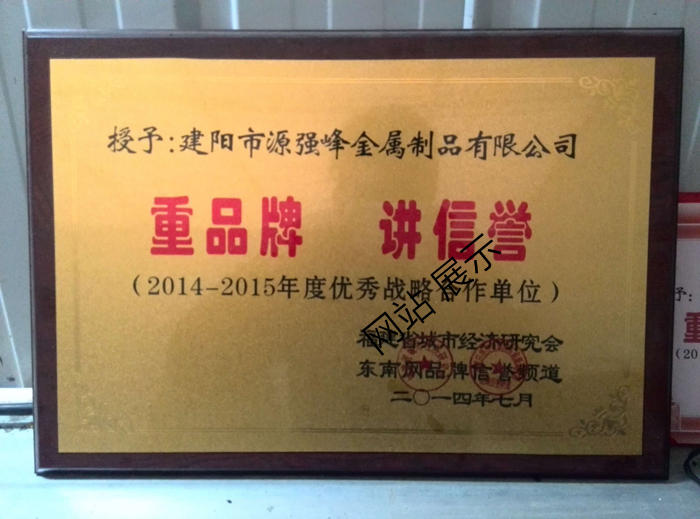 授予:建阳市源强峰金属制品有限公司
重品牌 讲信誉
(2014-2015年度优秀战略合作单位)
网站展示
福建省城市经济研究会
东南网品牌信誉频道
二〇一四年七月
予:
重
(20